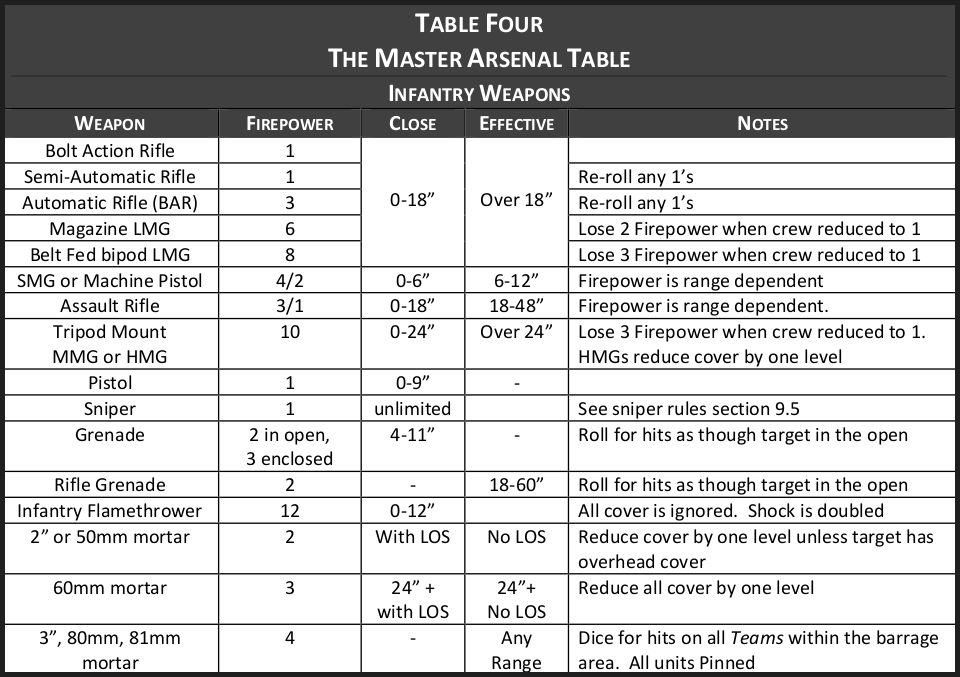 TABLE FOUR
THE MASTER ARSENAL TABLE
INFANTRY WEAPONS
WEAPON FIREPOWER CLOSE EFFECTIVE NOTES
Bolt Action Rifle 1
Semi-Automatic Rifle 1 Re-roll any 1’s
Automatic Rifle (BAR) 3 0-18” Over 18” Re-roll any 1’s
Magazine LMG 6 Lose 2 Firepower when crew reduced to 1
Belt Fed bipod LMG 8 Lose 3 Firepower when crew reduced to 1
SMG or Machine Pistol 4/2 0-6” 6-12” Firepower is range dependent
Assault Rifle 3/1 0-18” 18-48” Firepower is range dependent.
Tripod Mount 10 0-24” Over 24” Lose 3 Firepower when crew reduced to 1.
MMG or HMG HMGs reduce cover by one level
Pistol 1 0-9” -
Sniper 1 unlimited See sniper rules section 9.5
Grenade 2 in open, 4-11” - Roll for hits as though target in the open
3 enclosed
Rifle Grenade 2 - 18-60” Roll for hits as though target in the open
Infantry Flamethrower 12 0-12” All cover is ignored. Shock is doubled
2” or 50mm mortar 2 With LOS No LOS Reduce cover by one level unless target has
overhead cover
60mm mortar 3 24” + 24”+ Reduce all cover by one level
with LOS No LOS
3”, 80mm, 81mm 4 - Any Dice for hits on all Teams within the barrage
mortar Range area. All units Pinned